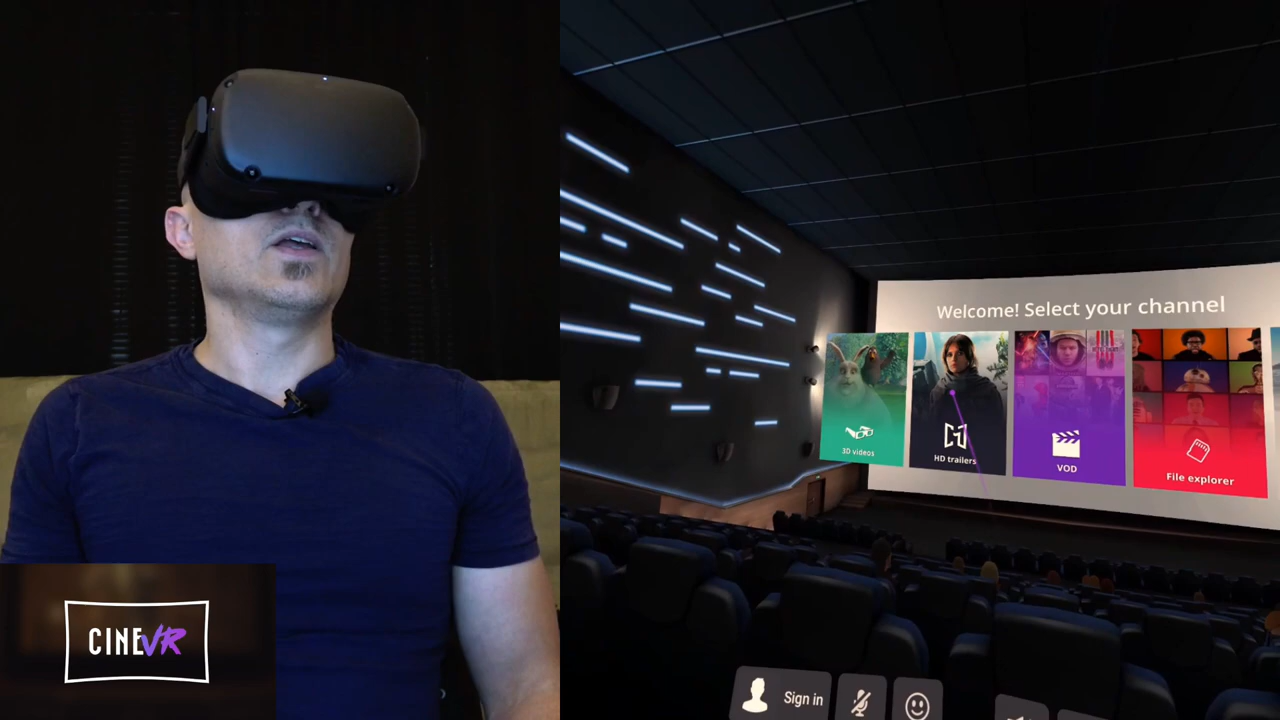 CINEVR
Welcome! Select your channel
3D videos
HD trailers
VOD
File explorer
Sign in